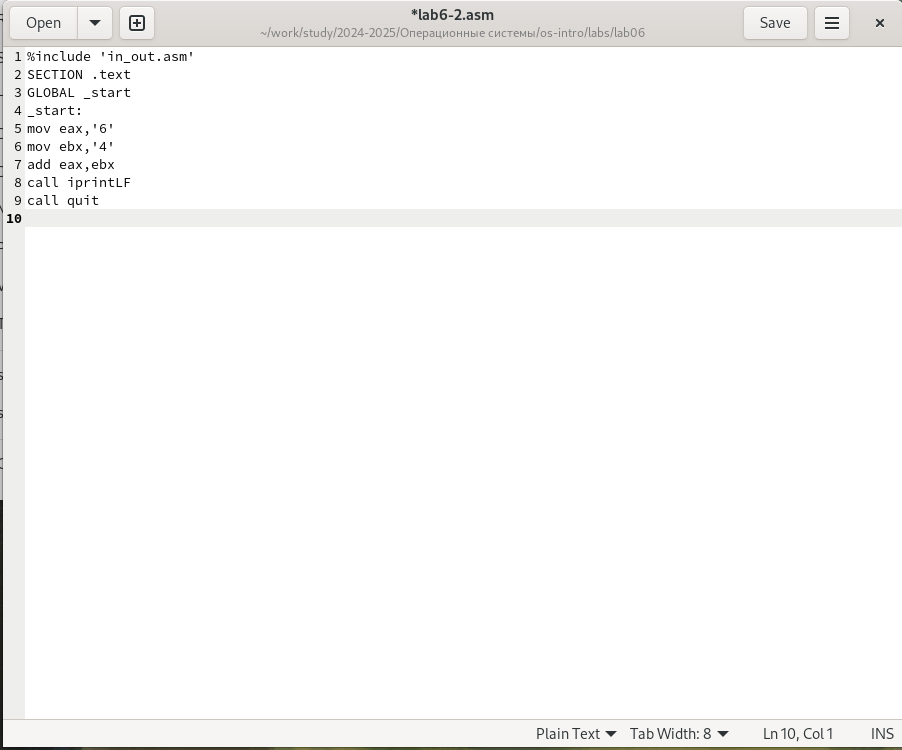 Open
*lab6-2.asm
~/work/study/2024-2025/Операционные системы/os-intro/labs/lab06
Save
1 %include 'in_out.asm'
2 SECTION .text
3 GLOBAL _start
4 _start:
5 mov eax,'6'
6 mov ebx,'4'
7 add eax,ebx
8 call iprintLF
9 call quit
10
Plain Text Tab Width: 8 Ln 10, Col 1 INS